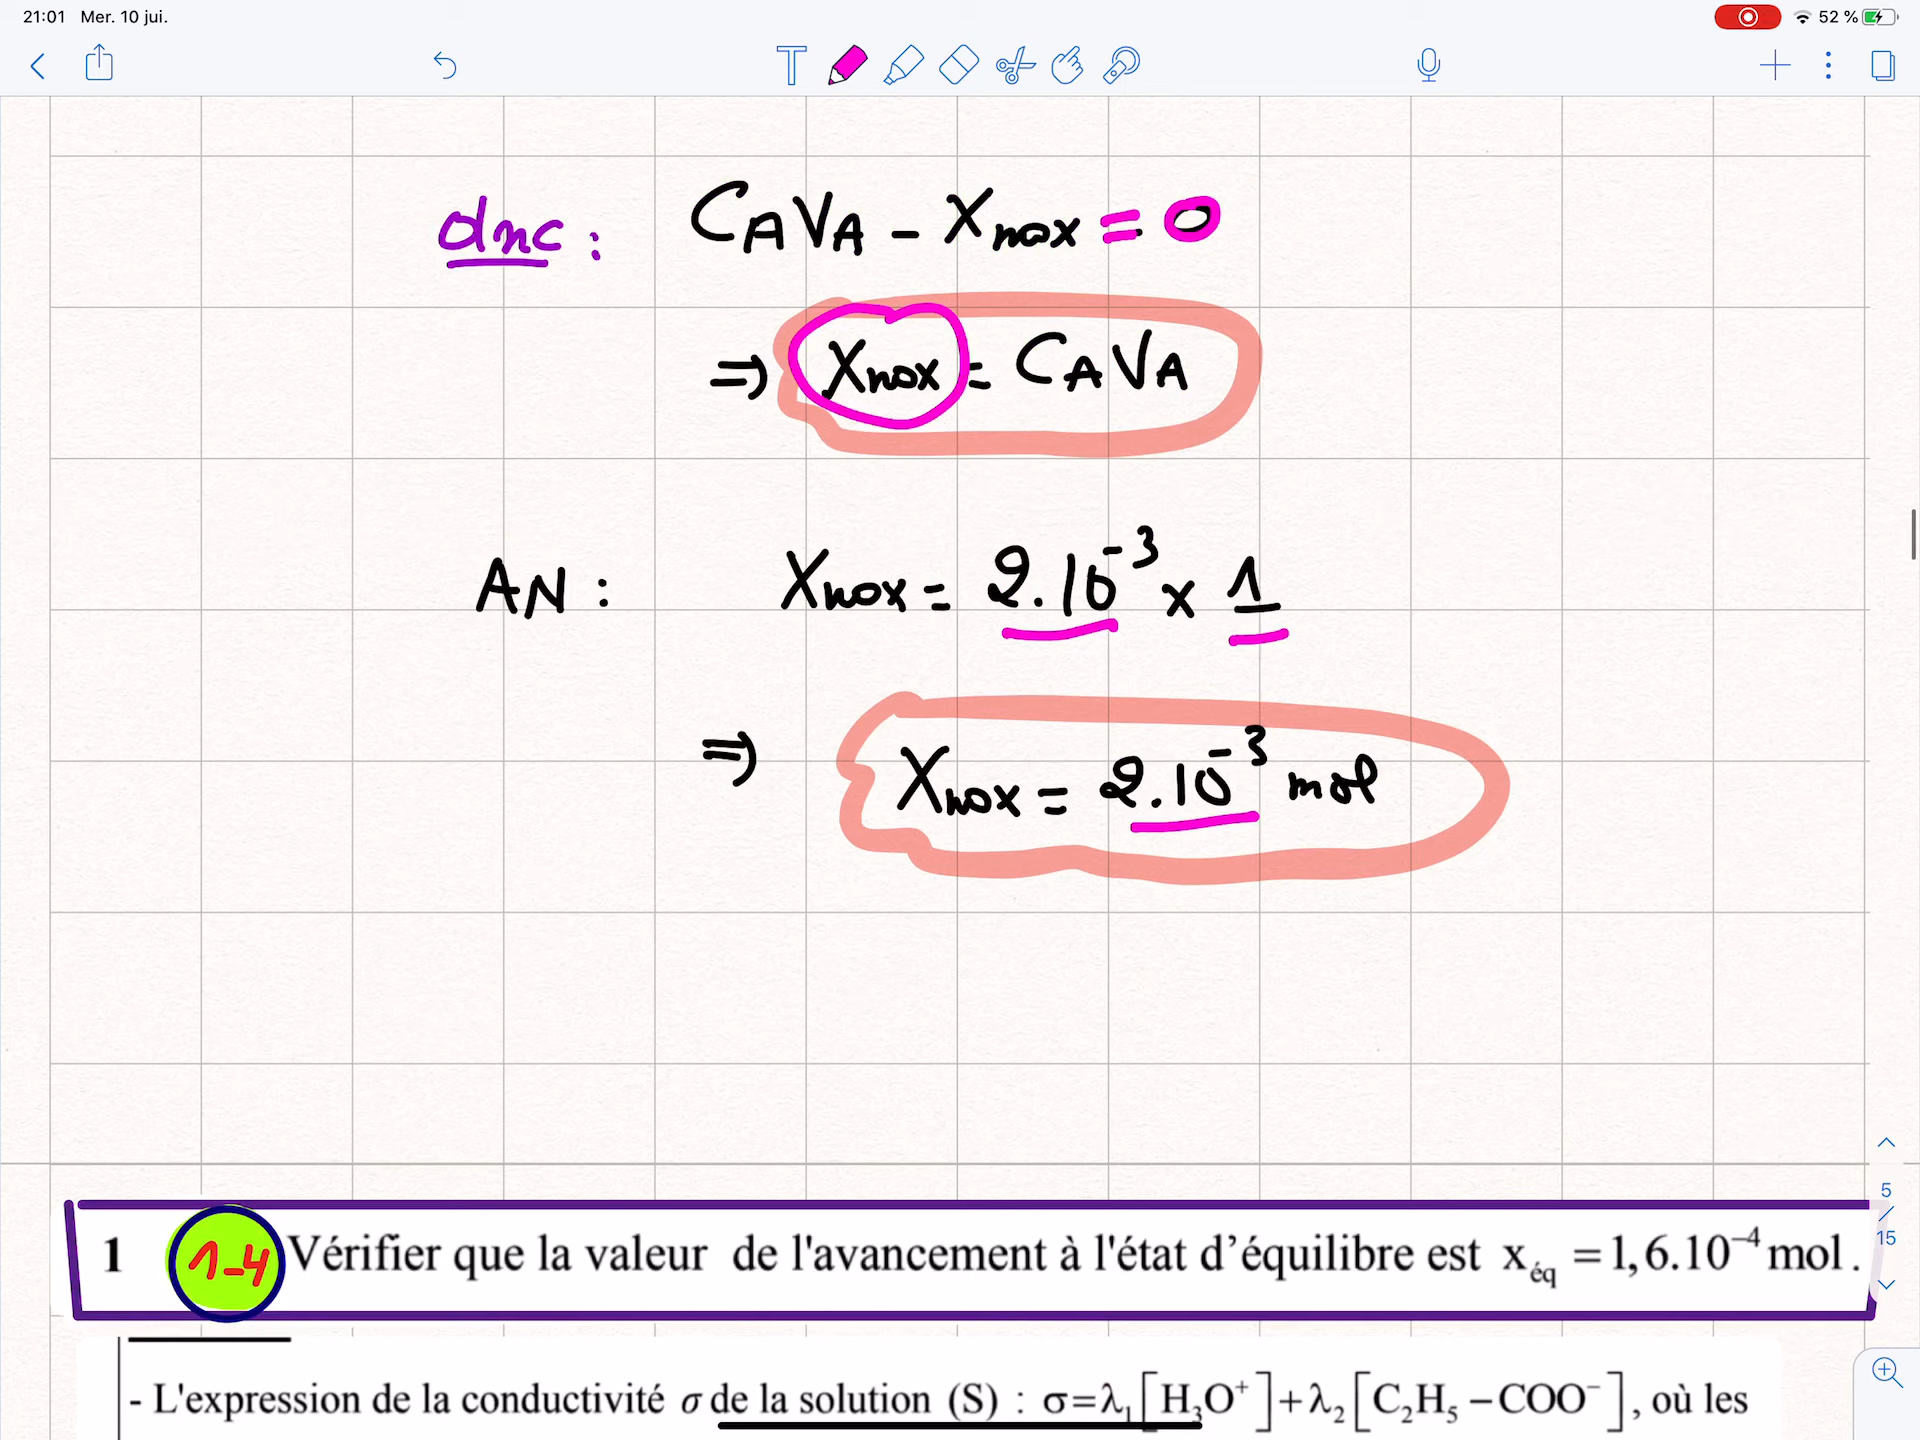 21:01 Mer. 10 jui. 52 %
dnc : CAVA - Xmax = 0
⇒ Xmax = CAVA
AN : Xmax = 2.10⁻³ x 1
⇒ Xmax = 2.10⁻³ mol
5
/
15
1 1-4 Vérifier que la valeur de l'avancement à l'état d’équilibre est xéq = 1,6.10⁻⁴ mol .
- L'expression de la conductivité σ de la solution (S) : σ=λ₁[H₃O⁺]+λ₂[C₂H₅-COO⁻], où les